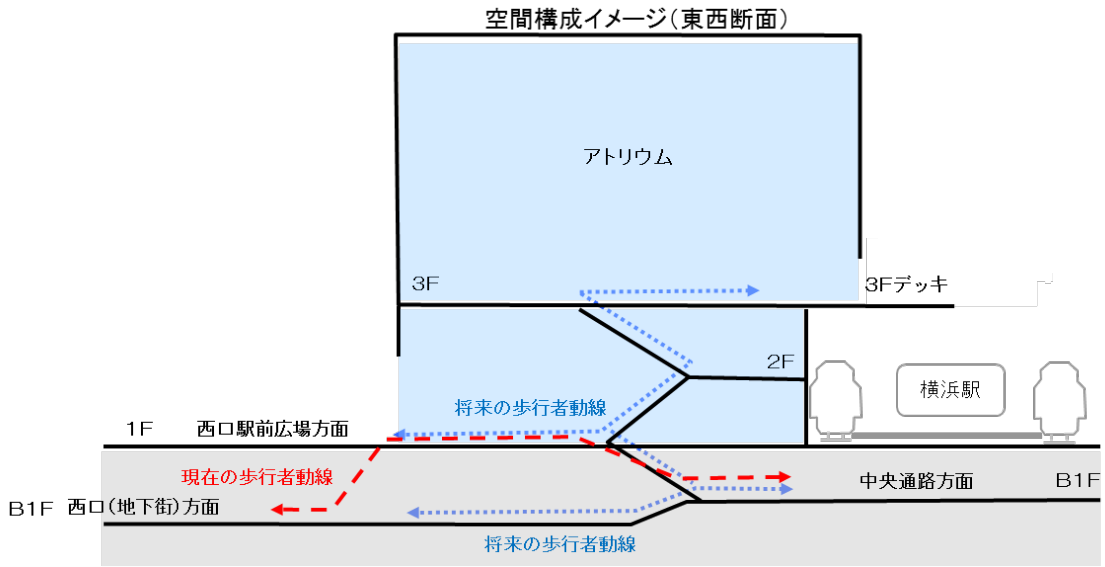 空間構成イメージ(東西断面)
アトリウム
3F
3Fデッキ
2F
横浜駅
将来の歩行者動線
1F 西口駅前広場方面
現在の歩行者動線
中央通路方面 B1F
B1F 西口(地下街)方面
将来の歩行者動線